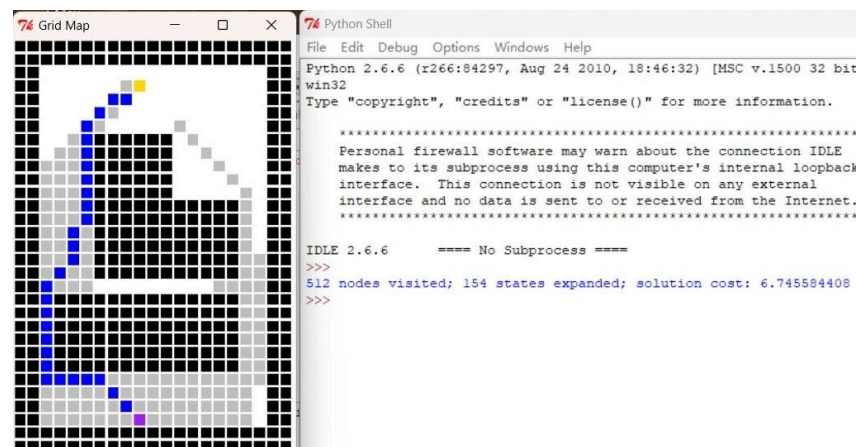 Grid Map
Python Shell
File Edit Debug Options Windows Help
Python 2.6.6 (r266:84297, Aug 24 2010, 18:46:32) [MSC v.1500 32 bit
win32
Type "copyright", "credits" or "license()" for more information.
****************************************************************
Personal firewall software may warn about the connection IDLE
makes to its subprocess using this computer's internal loopback
interface. This connection is not visible on any external
interface and no data is sent to or received from the Internet.
****************************************************************
IDLE 2.6.6 ==== No Subprocess ====
>>>
512 nodes visited; 154 states expanded; solution cost: 6.745584408
>>>